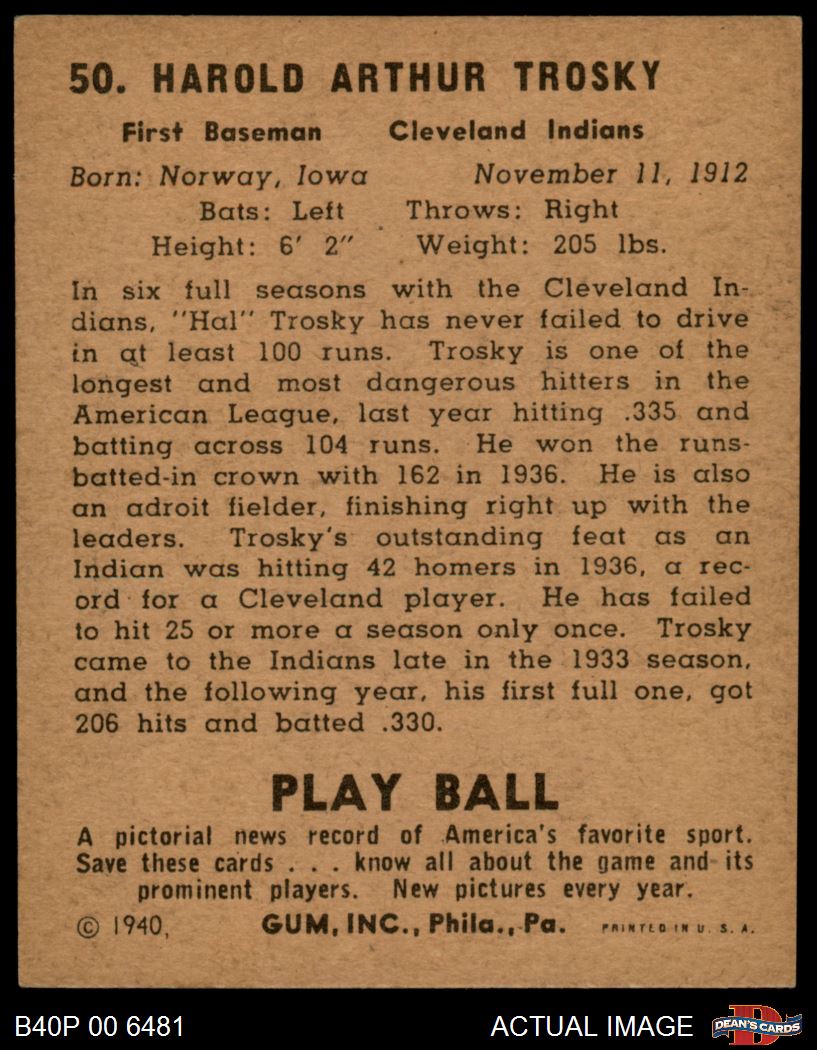 50. HAROLD ARTHUR TROSKY
First Baseman Cleveland Indians
Born: Norway, Iowa November 11, 1912
Bats: Left Throws: Right
Height: 6' 2" Weight: 205 lbs.
In six full seasons with the Cleveland In-
dians, "Hal" Trosky has never failed to drive
in at least 100 runs. Trosky is one of the
longest and most dangerous hitters in the
American League, last year hitting .335 and
batting across 104 runs. He won the runs-
batted-in crown with 162 in 1936. He is also
an adroit fielder, finishing right up with the
leaders. Trosky's outstanding feat as an
Indian was hitting 42 homers in 1936, a rec-
ord for a Cleveland player. He has failed
to hit 25 or more a season only once. Trosky
came to the Indians late in the 1933 season,
and the following year, his first full one, got
206 hits and batted .330.
PLAY BALL
A pictorial news record of America's favorite sport.
Save these cards . . . know all about the game and its
prominent players. New pictures every year.
© 1940, GUM, INC., Phila., Pa. PRINTED IN U. S. A.
B40P 00 6481 ACTUAL IMAGE DEAN'S CARDS